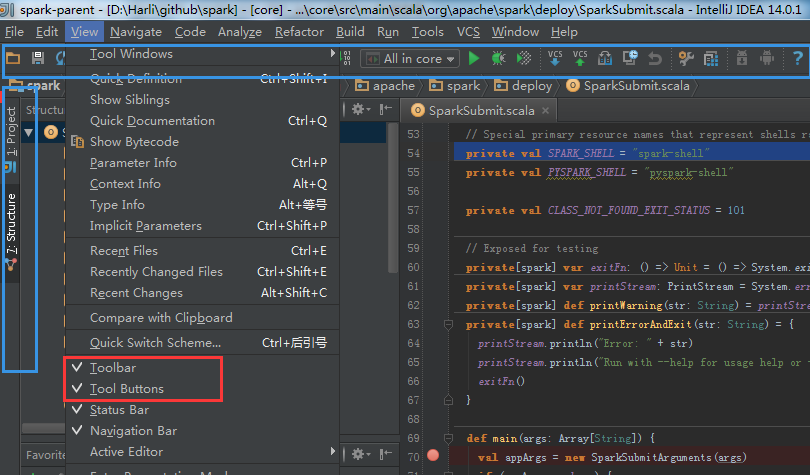 spark-parent - [D:\Harli\github\spark] - [core] - ...\core\src\main\scala\org\apache\spark\deploy\SparkSubmit.scala - IntelliJ IDEA 14.0.1
File Edit View Navigate Code Analyze Refactor Build Run Tools VCS Window Help
All in core
VCS VCS
spark apache spark deploy SparkSubmit.scala
1: Project
7: Structure
Structu
Favorite
Tool Windows
Quick Definition Ctrl+Shift+I
Show Siblings
Quick Documentation Ctrl+Q
Show Bytecode
Parameter Info Ctrl+P
Context Info Alt+Q
Type Info Alt+等号
Implicit Parameters Ctrl+Shift+P
Recent Files Ctrl+E
Recently Changed Files Ctrl+Shift+E
Recent Changes Alt+Shift+C
Compare with Clipboard
Quick Switch Scheme... Ctrl+后引号
Toolbar
Tool Buttons
Status Bar
Navigation Bar
Active Editor
SparkSubmit.scala
53 // Special primary resource names that represent shells ra
54 private val SPARK_SHELL = "spark-shell"
55 private val PYSPARK_SHELL = "pyspark-shell"
56
57 private val CLASS_NOT_FOUND_EXIT_STATUS = 101
58
59 // Exposed for testing
60 private[spark] var exitFn: () => Unit = () => System.exi
61 private[spark] var printStream: PrintStream = System.err
62 private[spark] def printWarning(str: String) = printStre
63 private[spark] def printErrorAndExit(str: String) = {
64 printStream.println("Error: " + str)
65 printStream.println("Run with --help for usage help or -
66 exitFn()
67 }
68
69 def main(args: Array[String]) {
70 val appArgs = new SparkSubmitArguments(args)
71